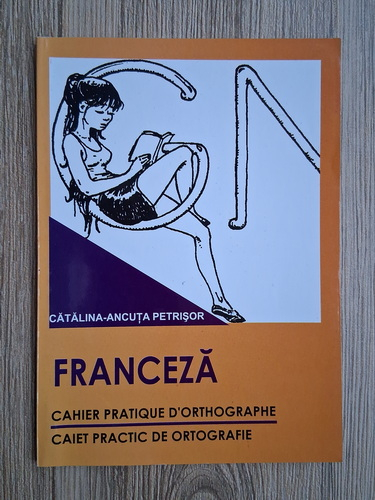 CĂTĂLINA-ANCUȚA PETRIȘOR
FRANCEZĂ
CAHIER PRATIQUE D'ORTHOGRAPHE
CAIET PRACTIC DE ORTOGRAFIE